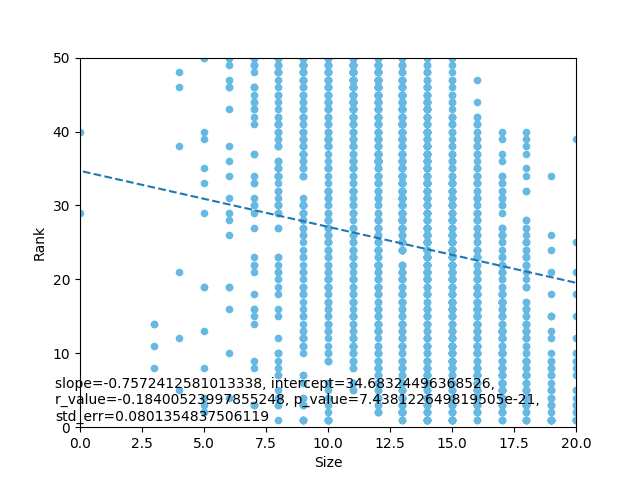 50
40
30
20
10
0
Rank
slope=-0.7572412581013338, intercept=34.68324496368526,
r_value=-0.18400523997855248, p_value=7.438122649819505e-21,
std_err=0.0801354837506119
0.0 2.5 5.0 7.5 10.0 12.5 15.0 17.5 20.0
Size